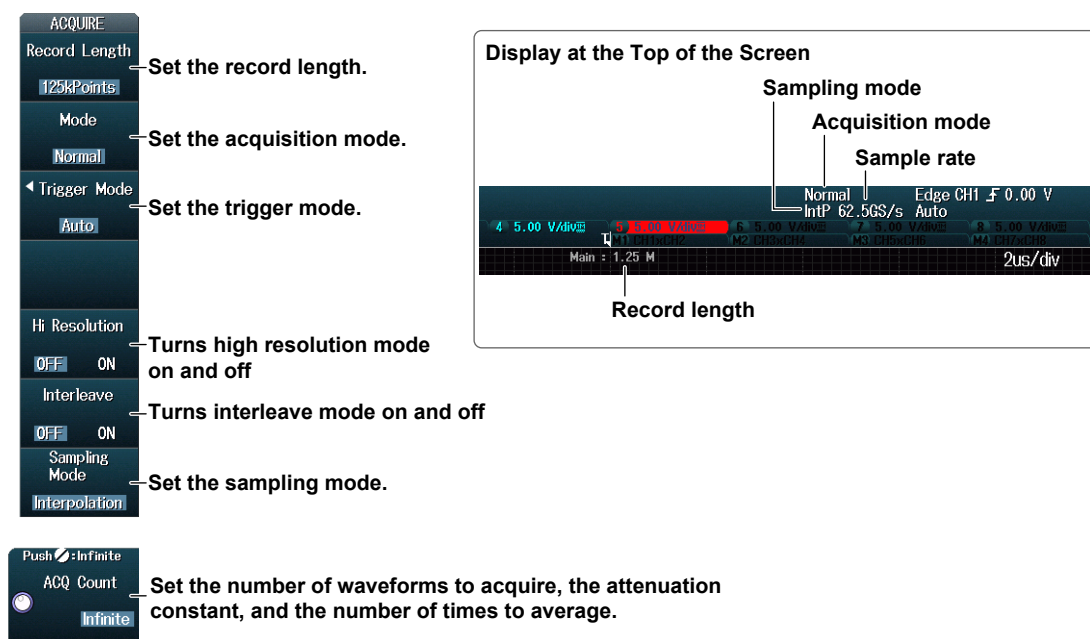 ACQUIRE
Record Length
125kPoints
Set the record length.
Mode
Normal
Set the acquisition mode.
Trigger Mode
Auto
Set the trigger mode.
Hi Resolution
OFF ON
Turns high resolution mode
on and off
Interleave
OFF ON
Turns interleave mode on and off
Sampling
Mode
Interpolation
Set the sampling mode.
Push :Infinite
ACQ Count
Infinite
Set the number of waveforms to acquire, the attenuation
constant, and the number of times to average.
Display at the Top of the Screen
Sampling mode
Acquisition mode
Sample rate
Normal Edge CH1 0.00 V
IntP 62.5GS/s Auto
4 5.00 V/div 5 5.00 V/div 6 5.00 V/div 7 5.00 V/div 8 5.00 V/div
T M1 CH1xCH2 M2 CH3xCH4 M3 CH5xCH6 M4 CH7xCH8
Main : 1.25 M 2us/div
Record length